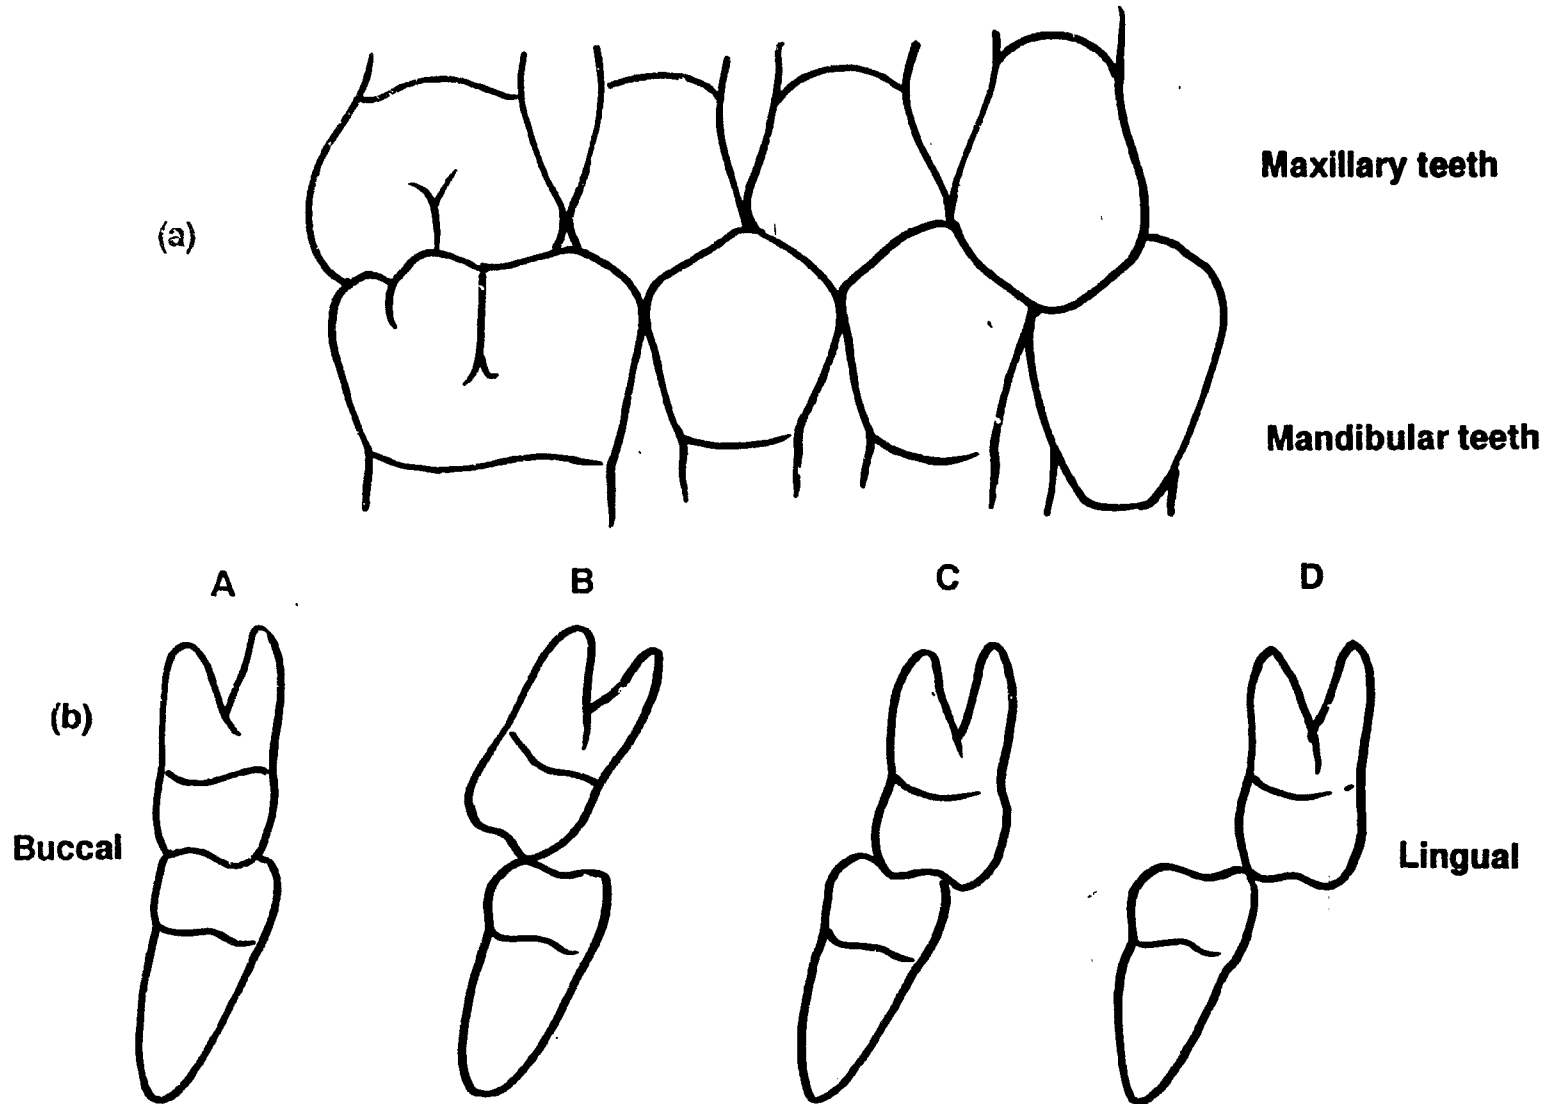 Maxillary teeth
(a)
Mandibular teeth
A B C D
(b)
Buccal
Lingual